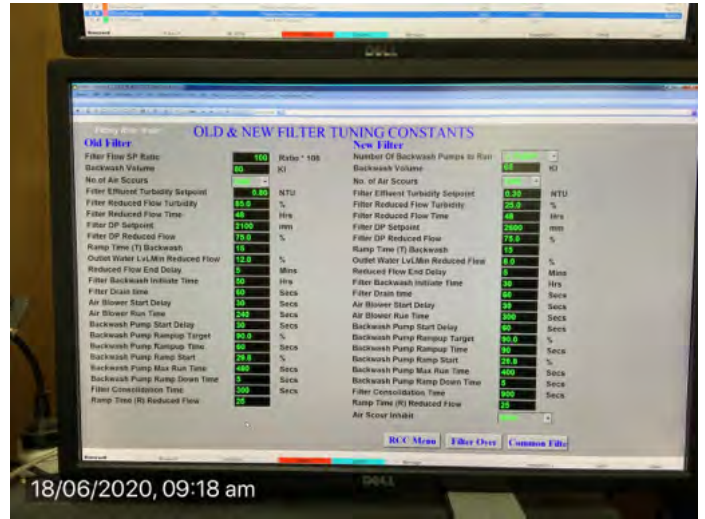 DELL
OLD & NEW FILTER TUNING CONSTANTS
Old Filter
Filter Flow SP Ratio 100 Ratio * 100
Backwash Volume 80 Kl
No.of Air Scours
Filter Effluent Turbidity Setpoint 0.80 NTU
Filter Reduced Flow Turbidity 85.0 %
Filter Reduced Flow Time 48 Hrs
Filter DP Setpoint 2100 mm
Filter DP Reduced Flow 75.0 %
Ramp Time (T) Backwash 15
Outlet Water LvLMin Reduced Flow 12.0 %
Reduced Flow End Delay 5 Mins
Filter Backwash Initiate Time 50 Hrs
Filter Drain time 60 Secs
Air Blower Start Delay 30 Secs
Air Blower Run Time 240 Secs
Backwash Pump Start Delay 30 Secs
Backwash Pump Rampup Target 90.0 %
Backwash Pump Rampup Time 60 Secs
Backwash Pump Ramp Start 29.8 %
Backwash Pump Max Run Time 480 Secs
Backwash Pump Ramp Down Time 5 Secs
Filter Consolidation Time 300 Secs
Ramp Time (R) Reduced Flow 25
New Filter
Number Of Backwash Pumps to Run
Backwash Volume Kl
No. of Air Scours
Filter Effluent Turbidity Setpoint 0.30 NTU
Filter Reduced Flow Turbidity 25.0 %
Filter Reduced Flow Time 48 Hrs
Filter DP Setpoint 2600 mm
Filter DP Reduced Flow 75.0 %
Ramp Time (T) Backwash 15
Outlet Water LvLMin Reduced Flow 8.0 %
Reduced Flow End Delay 5 Mins
Filter Backwash Initiate Time 30 Hrs
Filter Drain time 60 Secs
Air Blower Start Delay 30 Secs
Air Blower Run Time 300 Secs
Backwash Pump Start Delay 60 Secs
Backwash Pump Rampup Target 90.0 %
Backwash Pump Rampup Time 90 Secs
Backwash Pump Ramp Start 29.8 %
Backwash Pump Max Run Time 400 Secs
Backwash Pump Ramp Down Time 5 Secs
Filter Consolidation Time 900 Secs
Ramp Time (R) Reduced Flow 25
Air Scour Inhibit
RCC Menu Filter Over Common Filte
DELL
18/06/2020, 09:18 am